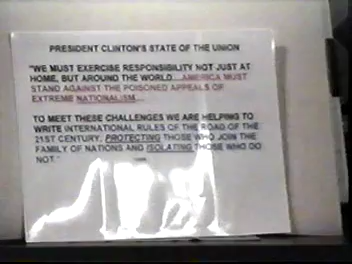 PRESIDENT CLINTON'S STATE OF THE UNION
"WE MUST EXERCISE RESPONSIBILITY NOT JUST AT
HOME, BUT AROUND THE WORLD...AMERICA MUST
STAND AGAINST THE POISONED APPEALS OF
EXTREME NATIONALISM...
TO MEET THESE CHALLENGES WE ARE HELPING TO
WRITE INTERNATIONAL RULES OF THE ROAD OF THE
21ST CENTURY, PROTECTING THOSE WHO JOIN THE
FAMILY OF NATIONS AND ISOLATING THOSE WHO DO
NOT."